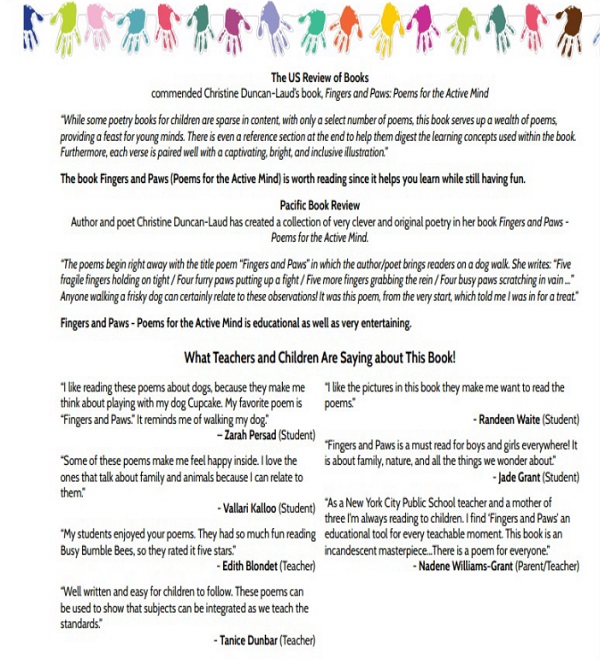 The US Review of Books
commended Christine Duncan-Laud's book, Fingers and Paws: Poems for the Active Mind
"While some poetry books for children are sparse in content, with only a select number of poems, this book serves up a wealth of poems,
providing a feast for young minds. There is even a reference section at the end to help them digest the learning concepts used within the book.
Furthermore, each verse is paired well with a captivating, bright, and inclusive illustration."
The book Fingers and Paws (Poems for the Active Mind) is worth reading since it helps you learn while still having fun.
Pacific Book Review
Author and poet Christine Duncan-Laud has created a collection of very clever and original poetry in her book Fingers and Paws -
Poems for the Active Mind.
"The poems begin right away with the title poem "Fingers and Paws" in which the author/poet brings readers on a dog walk. She writes: "Five
fragile fingers holding on tight / Four furry paws putting up a fight / Five more fingers grabbing the rein / Four busy paws scratching in vain ..."
Anyone walking a frisky dog can certainly relate to these observations! It was this poem, from the very start, which told me I was in for a treat."
Fingers and Paws - Poems for the Active Mind is educational as well as very entertaining.
What Teachers and Children Are Saying about This Book!
"I like reading these poems about dogs, because they make me
think about playing with my dog Cupcake. My favorite poem is
"Fingers and Paws." It reminds me of walking my dog."
– Zarah Persad (Student)
"Some of these poems make me feel happy inside. I love the
ones that talk about family and animals because I can relate to
them."
- Vallari Kalloo (Student)
"My students enjoyed your poems. They had so much fun reading
Busy Bumble Bees, so they rated it five stars."
- Edith Blondet (Teacher)
"Well written and easy for children to follow. These poems can
be used to show that subjects can be integrated as we teach the
standards."
- Tanice Dunbar (Teacher)
"I like the pictures in this book they make me want to read the
poems."
- Randeen Waite (Student)
"Fingers and Paws is a must read for boys and girls everywhere! It
is about family, nature, and all the things we wonder about."
- Jade Grant (Student)
"As a New York City Public School teacher and a mother of
three I'm always reading to children. I find 'Fingers and Paws' an
educational tool for every teachable moment. This book is an
incandescent masterpiece...There is a poem for everyone."
- Nadene Williams-Grant (Parent/Teacher)